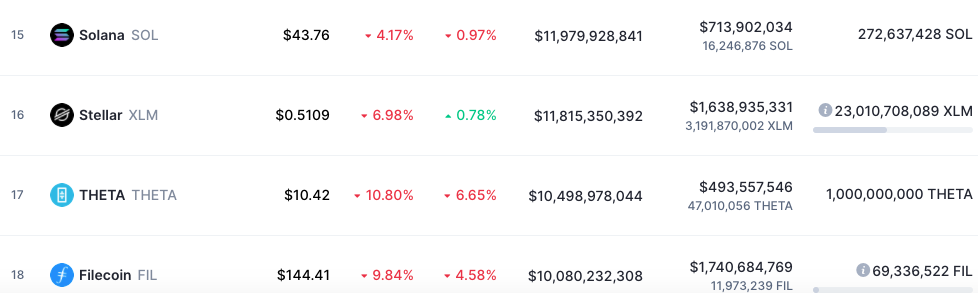 15 Solana SOL $43.76 4.17% 0.97% $11,979,928,841 $713,902,034 272,637,428 SOL
16,246,876 SOL
16 Stellar XLM $0.5109 6.98% 0.78% $11,815,350,392 $1,638,935,331 23,010,708,089 XLM
3,191,870,002 XLM
17 THETA THETA $10.42 10.80% 6.65% $10,498,978,044 $493,557,546 1,000,000,000 THETA
47,010,056 THETA
18 Filecoin FIL $144.41 9.84% 4.58% $10,080,232,308 $1,740,684,769 69,336,522 FIL
11,973,239 FIL